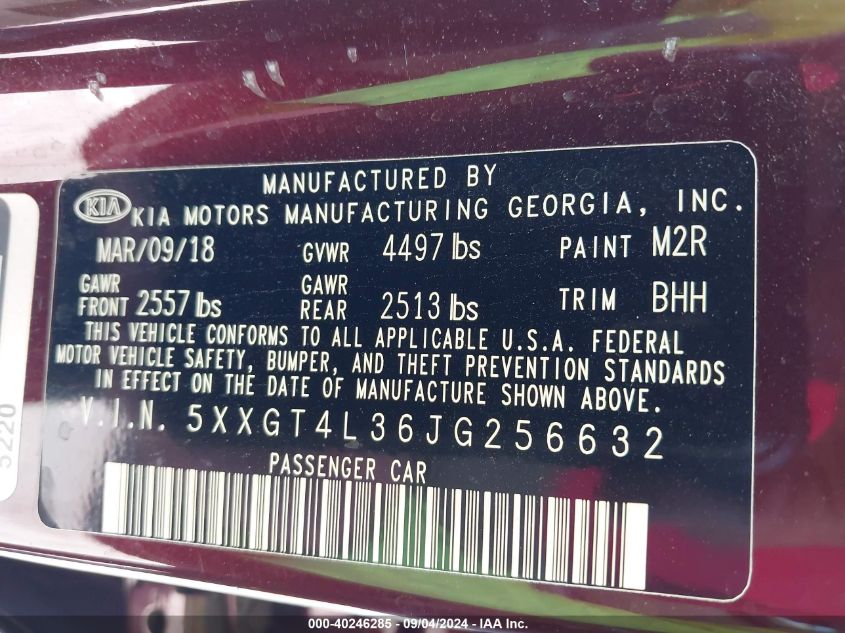 MANUFACTURED BY
KIA KIA MOTORS MANUFACTURING GEORGIA, INC.
MAR/09/18 GVWR 4497 lbs PAINT M2R
GAWR FRONT 2557 lbs GAWR REAR 2513 lbs TRIM BHH
THIS VEHICLE CONFORMS TO ALL APPLICABLE U.S.A. FEDERAL
MOTOR VEHICLE SAFETY, BUMPER, AND THEFT PREVENTION STANDARDS
IN EFFECT ON THE DATE OF MANUFACTURE SHOWN ABOVE.
V.I.N. 5XXGT4L36JG256632
PASSENGER CAR
5220
000-40246285 - 09/04/2024 - IAA Inc.